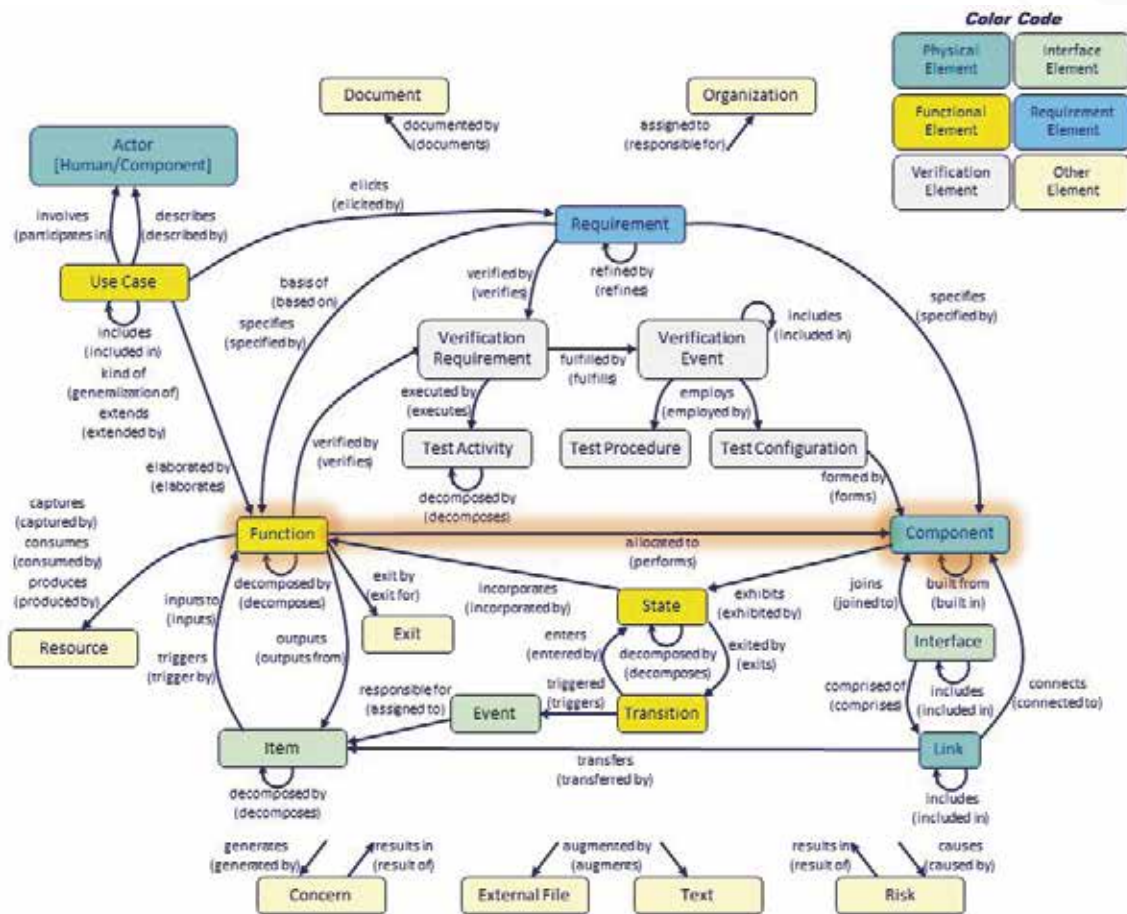 Color Code
Physical
Element
Interface
Element
Functional
Element
Requirement
Element
Verification
Element
Other
Element
Document
documented by
(documents)
Organization
assigned to
(responsible for)
Actor
[Human/Component]
involves
(participates in)
describes
(described by)
elicits
(elicited by)
Requirement
refined by
(refines)
Use Case
includes
(included in)
kind of
(generalization of)
extends
(extended by)
basis of
(based on)
specifies
(specified by)
verified by
(verifies)
specifies
(specified by)
Verification
Requirement
fulfilled by
(fulfills)
Verification
Event
includes
(included in)
executed by
(executes)
employs
(employed by)
Test Activity
decomposed by
(decomposes)
Test Procedure
Test Configuration
formed by
(forms)
verified by
(verifies)
elaborated by
(elaborates)
captures
(captured by)
consumes
(consumed by)
produces
(produced by)
Function
decomposed by
(decomposes)
allocated to
(performs)
Component
built from
(built in)
joins
(joined to)
exit by
(exit for)
Exit
incorporates
(incorporated by)
State
decomposed by
(decomposes)
exhibits
(exhibited by)
Resource
inputs to
(inputs)
triggers
(trigger by)
outputs
(outputs from)
enters
(entered by)
exited by
(exits)
Interface
includes
(included in)
comprised of
(comprises)
connects
(connected to)
responsible for
(assigned to)
Event
triggered
(triggers)
Transition
Item
decomposed by
(decomposes)
transfers
(transferred by)
Link
includes
(included in)
generates
(generated by)
results in
(result of)
Concern
augmented by
(augments)
External File
Text
results in
(result of)
causes
(caused by)
Risk